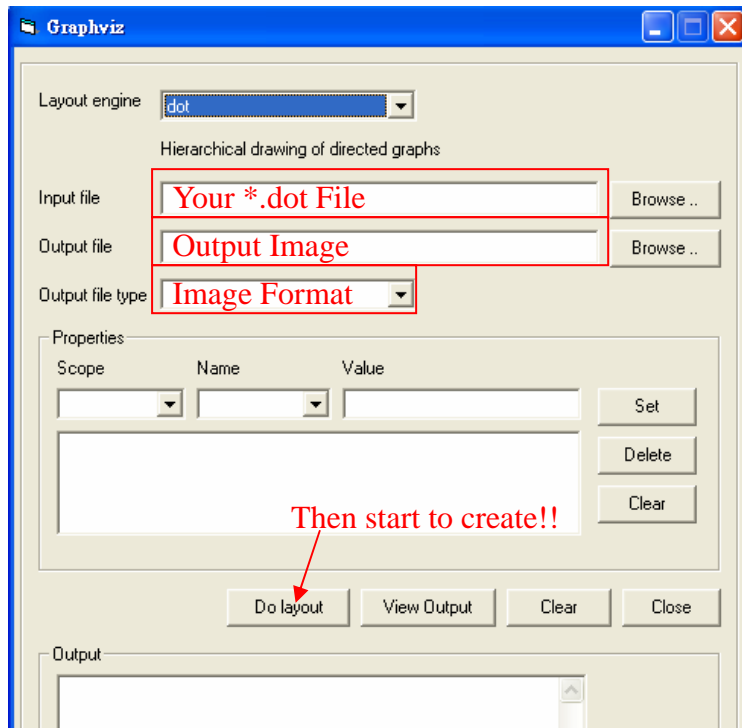 Graphviz
Layout engine dot
Hierarchical drawing of directed graphs
Input file Your *.dot File Browse ..
Output file Output Image Browse ..
Output file type Image Format
Properties
Scope Name Value
Set
Delete
Clear
Then start to create!!
Do layout View Output Clear Close
Output